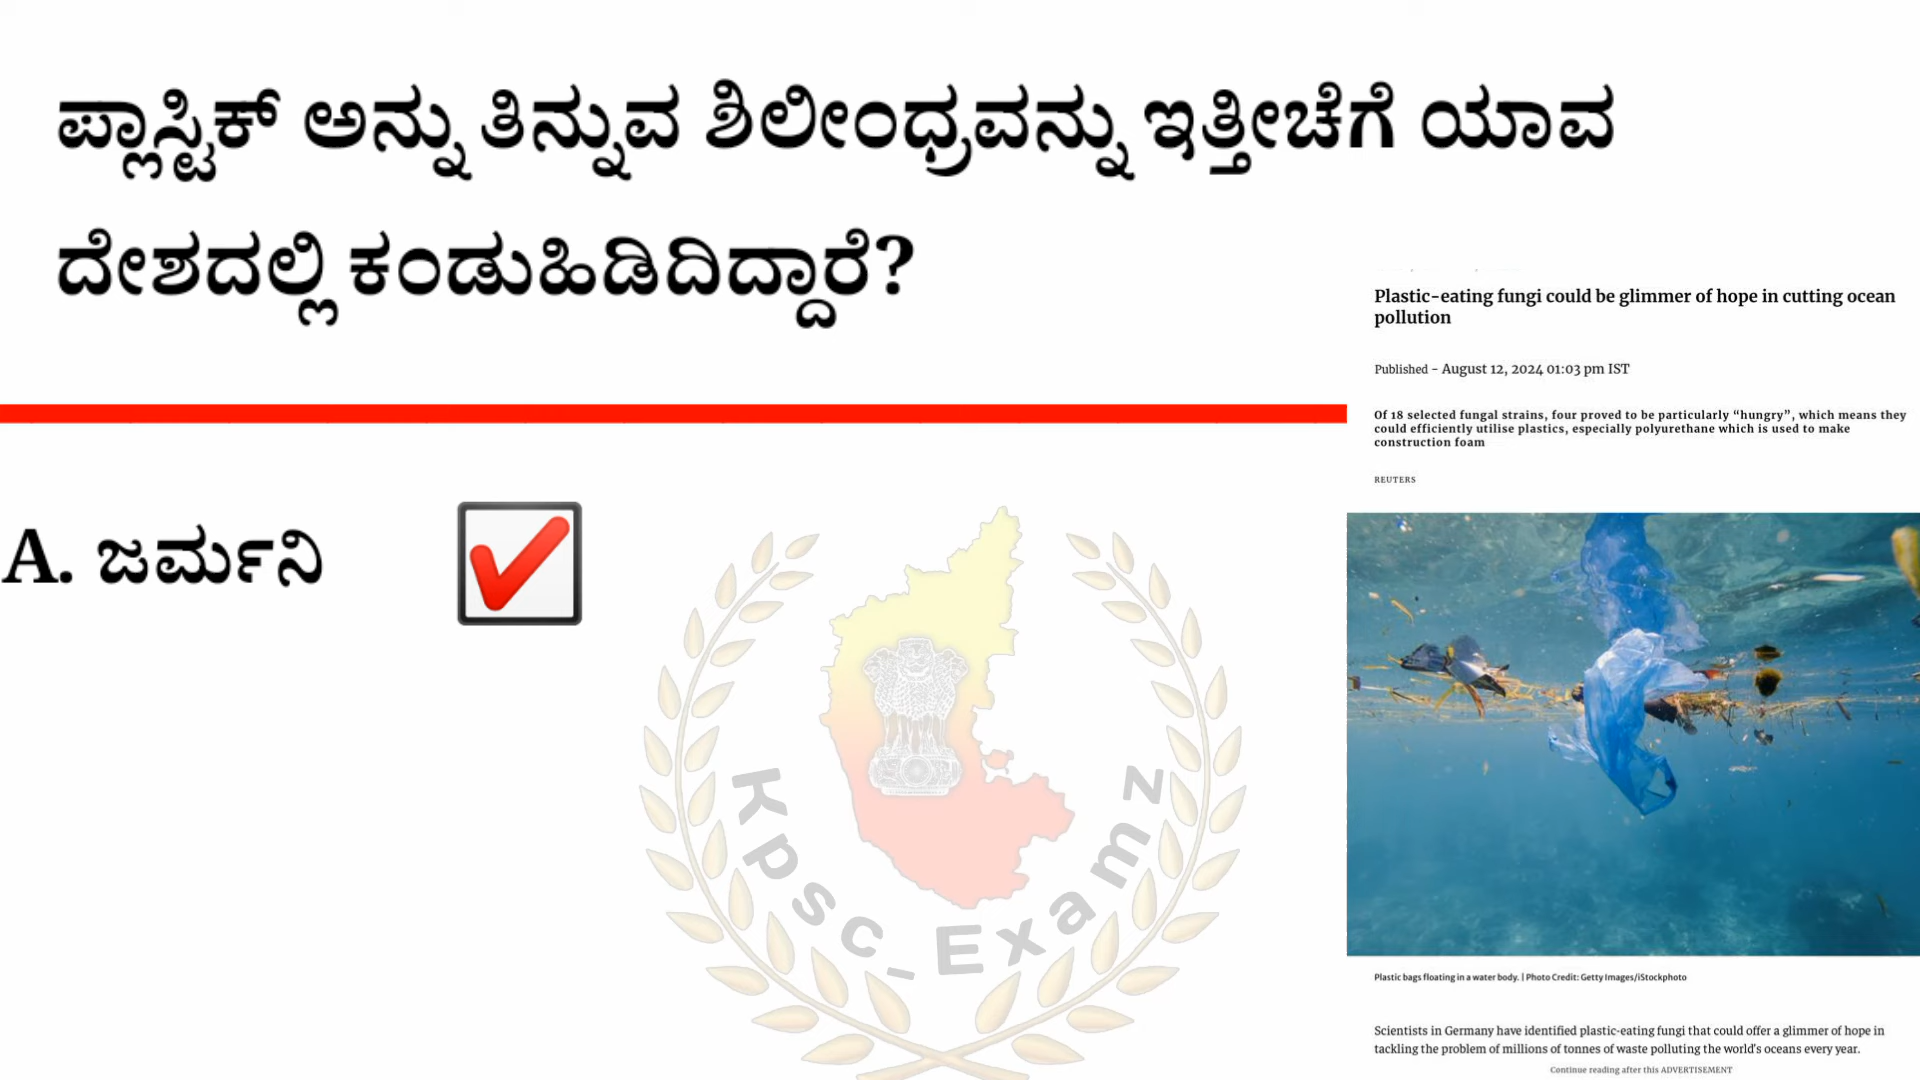 ಪ್ಲಾಸ್ಟಿಕ್ ಅನ್ನು ತಿನ್ನುವ ಶಿಲೀಂಧ್ರವನ್ನು ಇತ್ತೀಚೆಗೆ ಯಾವ
ದೇಶದಲ್ಲಿ ಕಂಡುಹಿಡಿದಿದ್ದಾರೆ?
A. ಜರ್ಮನಿ
Kpsc_Examz
Plastic-eating fungi could be glimmer of hope in cutting ocean
pollution
Published - August 12, 2024 01:03 pm IST
Of 18 selected fungal strains, four proved to be particularly “hungry”, which means they
could efficiently utilise plastics, especially polyurethane which is used to make
construction foam
REUTERS
Plastic bags floating in a water body. | Photo Credit: Getty Images/iStockphoto
Scientists in Germany have identified plastic-eating fungi that could offer a glimmer of hope in
tackling the problem of millions of tonnes of waste polluting the world’s oceans every year.
Continue reading after this ADVERTISEMENT